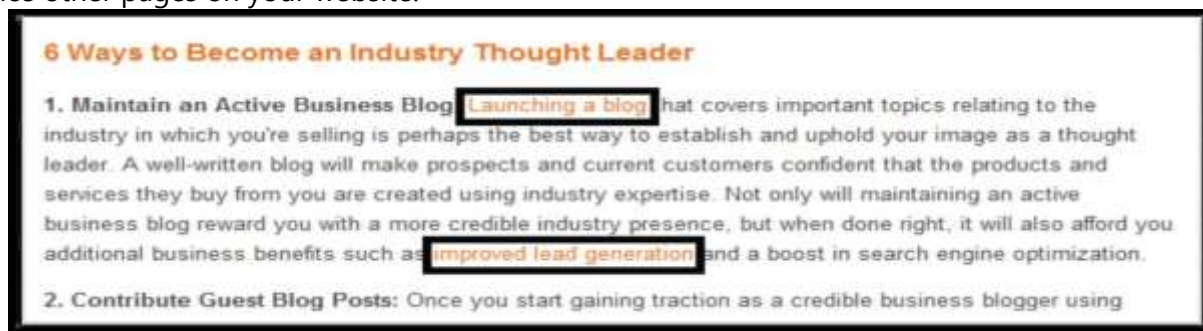 other pages on your website.
6 Ways to Become an Industry Thought Leader
1. Maintain an Active Business Blog Launching a blog hat covers important topics relating to the
industry in which you're selling is perhaps the best way to establish and uphold your image as a thought
leader. A well-written blog will make prospects and current customers confident that the products and
services they buy from you are created using industry expertise. Not only will maintaining an active
business blog reward you with a more credible industry presence, but when done right, it will also afford you
additional business benefits such as improved lead generation and a boost in search engine optimization.
2. Contribute Guest Blog Posts: Once you start gaining traction as a credible business blogger using